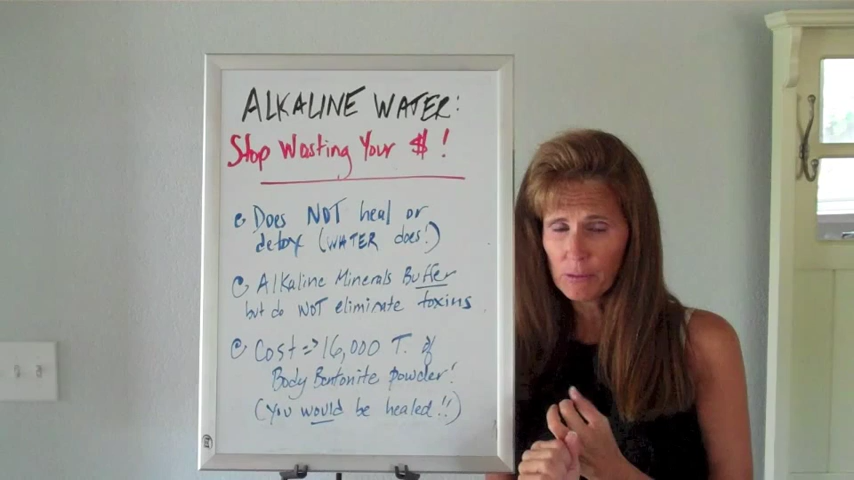 ALKALINE WATER:
Stop Wasting Your $!
Does NOT heal or
detox (WATER does!)
Alkaline Minerals Buffer
but do NOT eliminate toxins
Cost => 16,000 T. of
Body Bentonite powder!
(You would be healed!!)